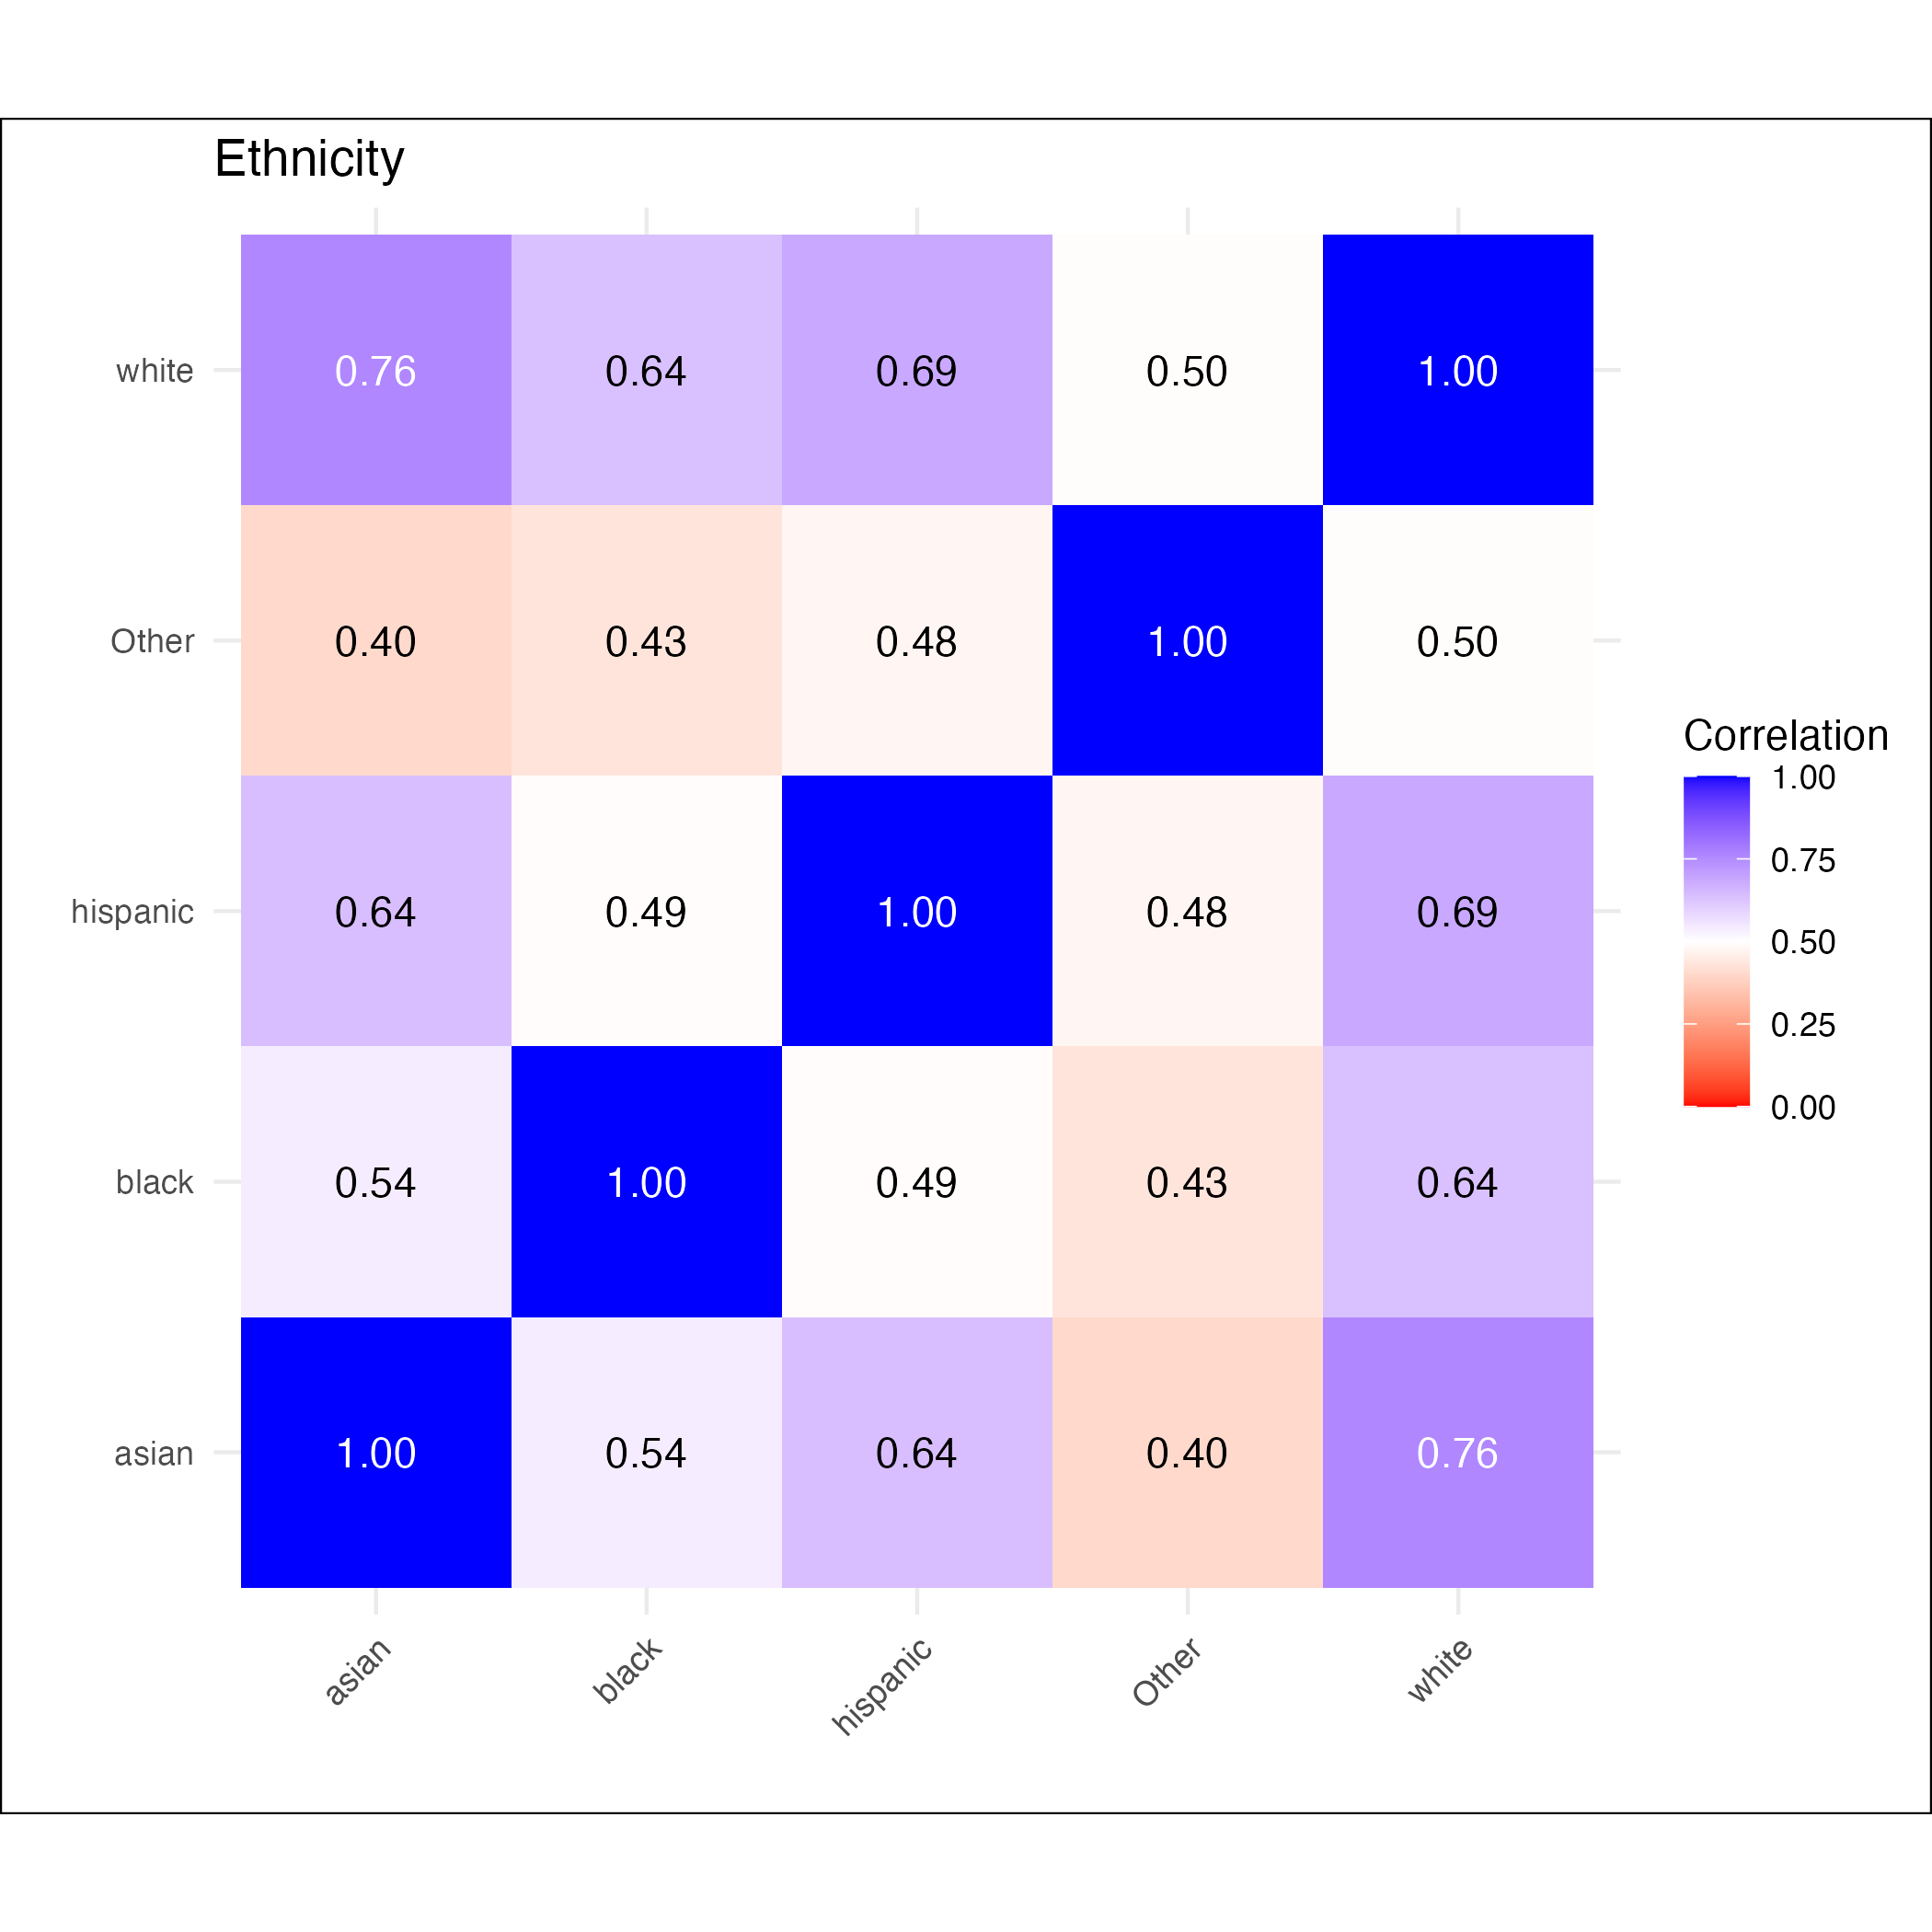 Ethnicity
white 0.76 0.64 0.69 0.50 1.00
Other 0.40 0.43 0.48 1.00 0.50
hispanic 0.64 0.49 1.00 0.48 0.69
black 0.54 1.00 0.49 0.43 0.64
asian 1.00 0.54 0.64 0.40 0.76
asian black hispanic Other white
Correlation
1.00
0.75
0.50
0.25
0.00